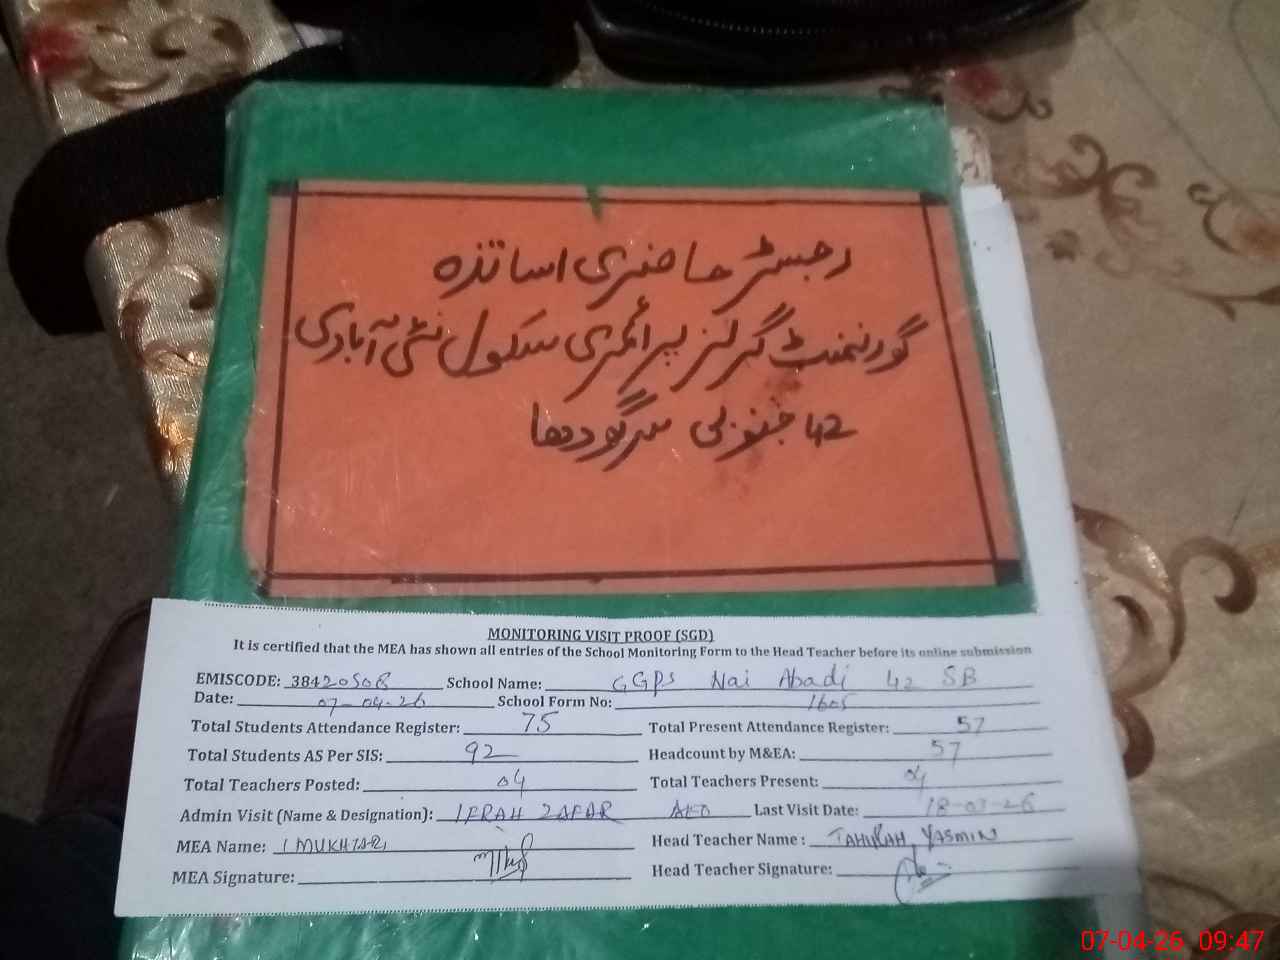 رجسٹر حاضری اساتذہ
گورنمنٹ گرلز پرائمری سکول نئی آبادی
42 جنوبی سرگودھا
MONITORING VISIT PROOF (SGD)
It is certified that the MEA has shown all entries of the School Monitoring Form to the Head Teacher before its online submission
EMISCODE: 38420508 School Name: GGPS Nai Abadi 42 SB
Date: 07-04-26 School Form No: 1605
Total Students Attendance Register: 75 Total Present Attendance Register: 57
Total Students AS Per SIS: 92 Headcount by M&EA: 57
Total Teachers Posted: 04 Total Teachers Present: 04
Admin Visit (Name & Designation): IFRAH ZAFAR AEO Last Visit Date: 18-03-26
MEA Name: I MUKHTAR Head Teacher Name : TAHIRAH YASMIN
MEA Signature: Head Teacher Signature:
07-04-26 09:47